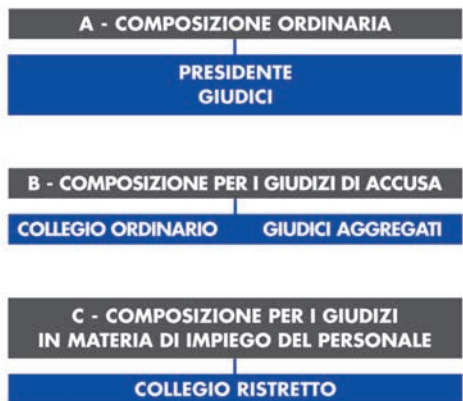 A - COMPOSIZIONE ORDINARIA
PRESIDENTE
GIUDICI
B - COMPOSIZIONE PER I GIUDIZI DI ACCUSA
COLLEGIO ORDINARIO GIUDICI AGGREGATI
C - COMPOSIZIONE PER I GIUDIZI
IN MATERIA DI IMPIEGO DEL PERSONALE
COLLEGIO RISTRETTO